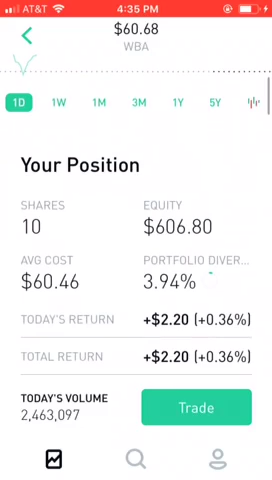 AT&T 4:35 PM
$60.68
WBA
1D 1W 1M 3M 1Y 5Y
Your Position
SHARES EQUITY
10 $606.80
AVG COST PORTFOLIO DIVER...
$60.46 3.94%
TODAY'S RETURN +$2.20 (+0.36%)
TOTAL RETURN +$2.20 (+0.36%)
TODAY'S VOLUME
2,463,097
Trade